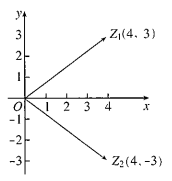 y
3
Z₁(4, 3)
2
1
O 1 2 3 4 x
-1
-2
-3
Z₂(4, -3)